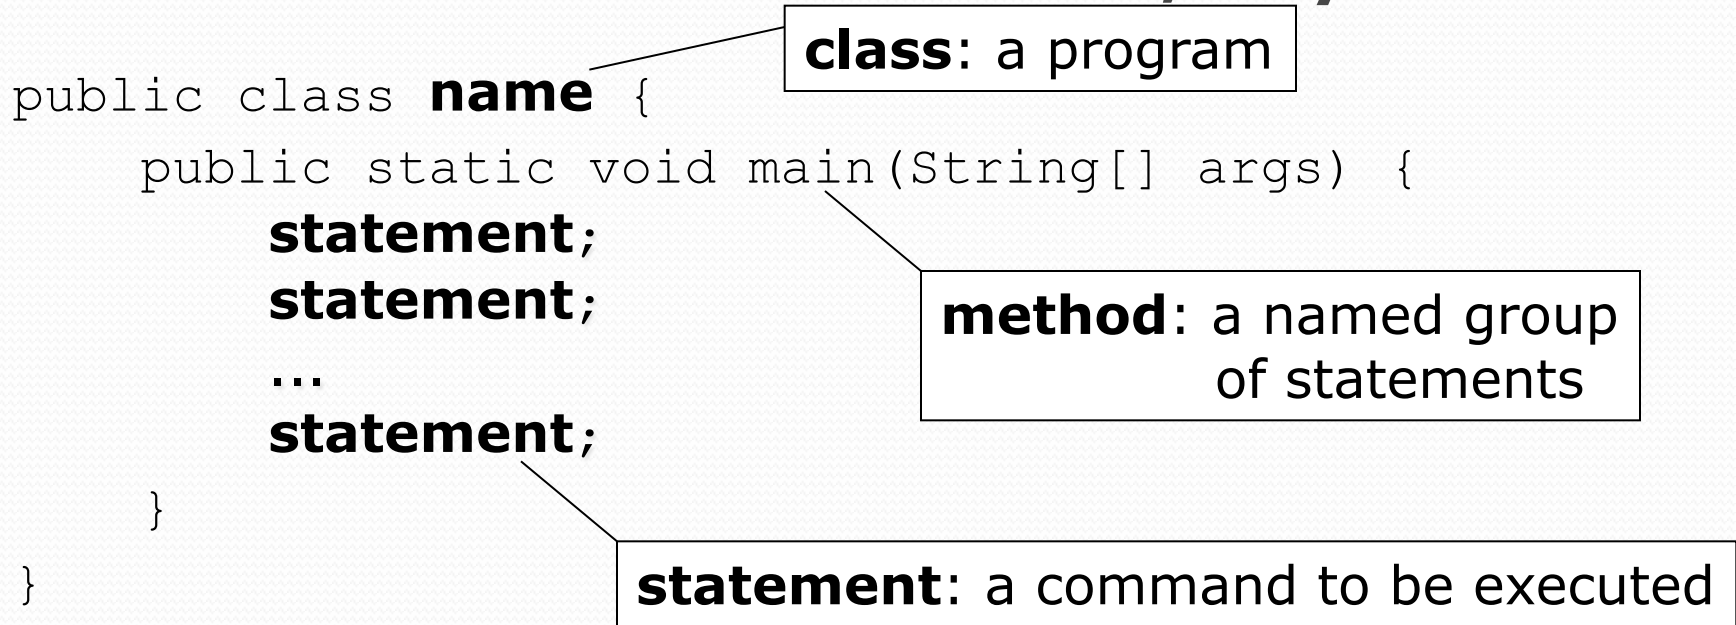 class: a program
public class name {
public static void main(String[] args) {
statement;
statement;
...
method: a named group
of statements
statement;
}
statement: a command to be executed
}